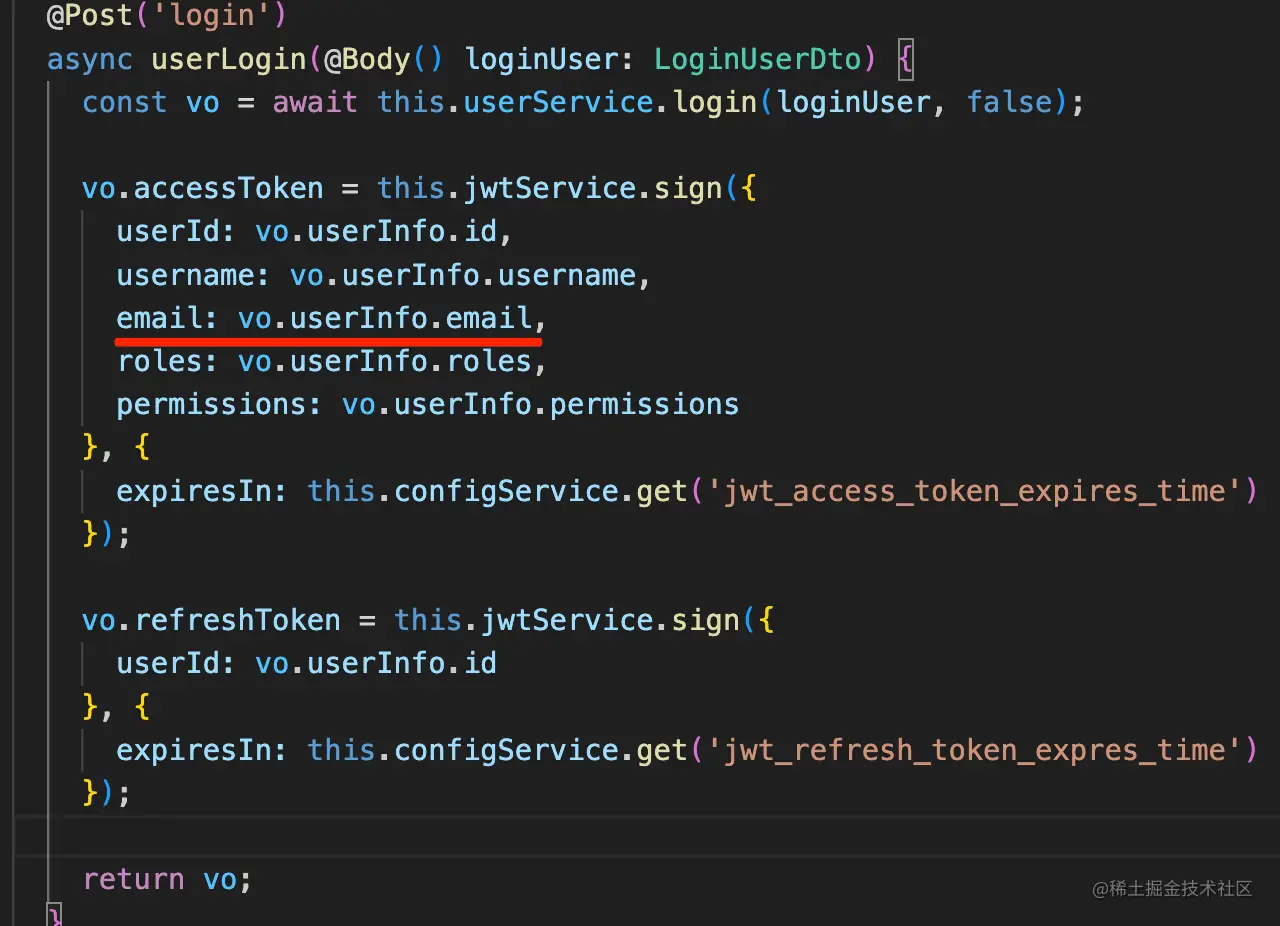 @Post('login')
async userLogin(@Body() loginUser: LoginUserDto) {
const vo = await this.userService.login(loginUser, false);
vo.accessToken = this.jwtService.sign({
userId: vo.userInfo.id,
username: vo.userInfo.username,
email: vo.userInfo.email,
roles: vo.userInfo.roles,
permissions: vo.userInfo.permissions
}, {
expiresIn: this.configService.get('jwt_access_token_expires_time')
});
vo.refreshToken = this.jwtService.sign({
userId: vo.userInfo.id
}, {
expiresIn: this.configService.get('jwt_refresh_token_expres_time')
});
return vo;
@稀土掘金技术社区
}